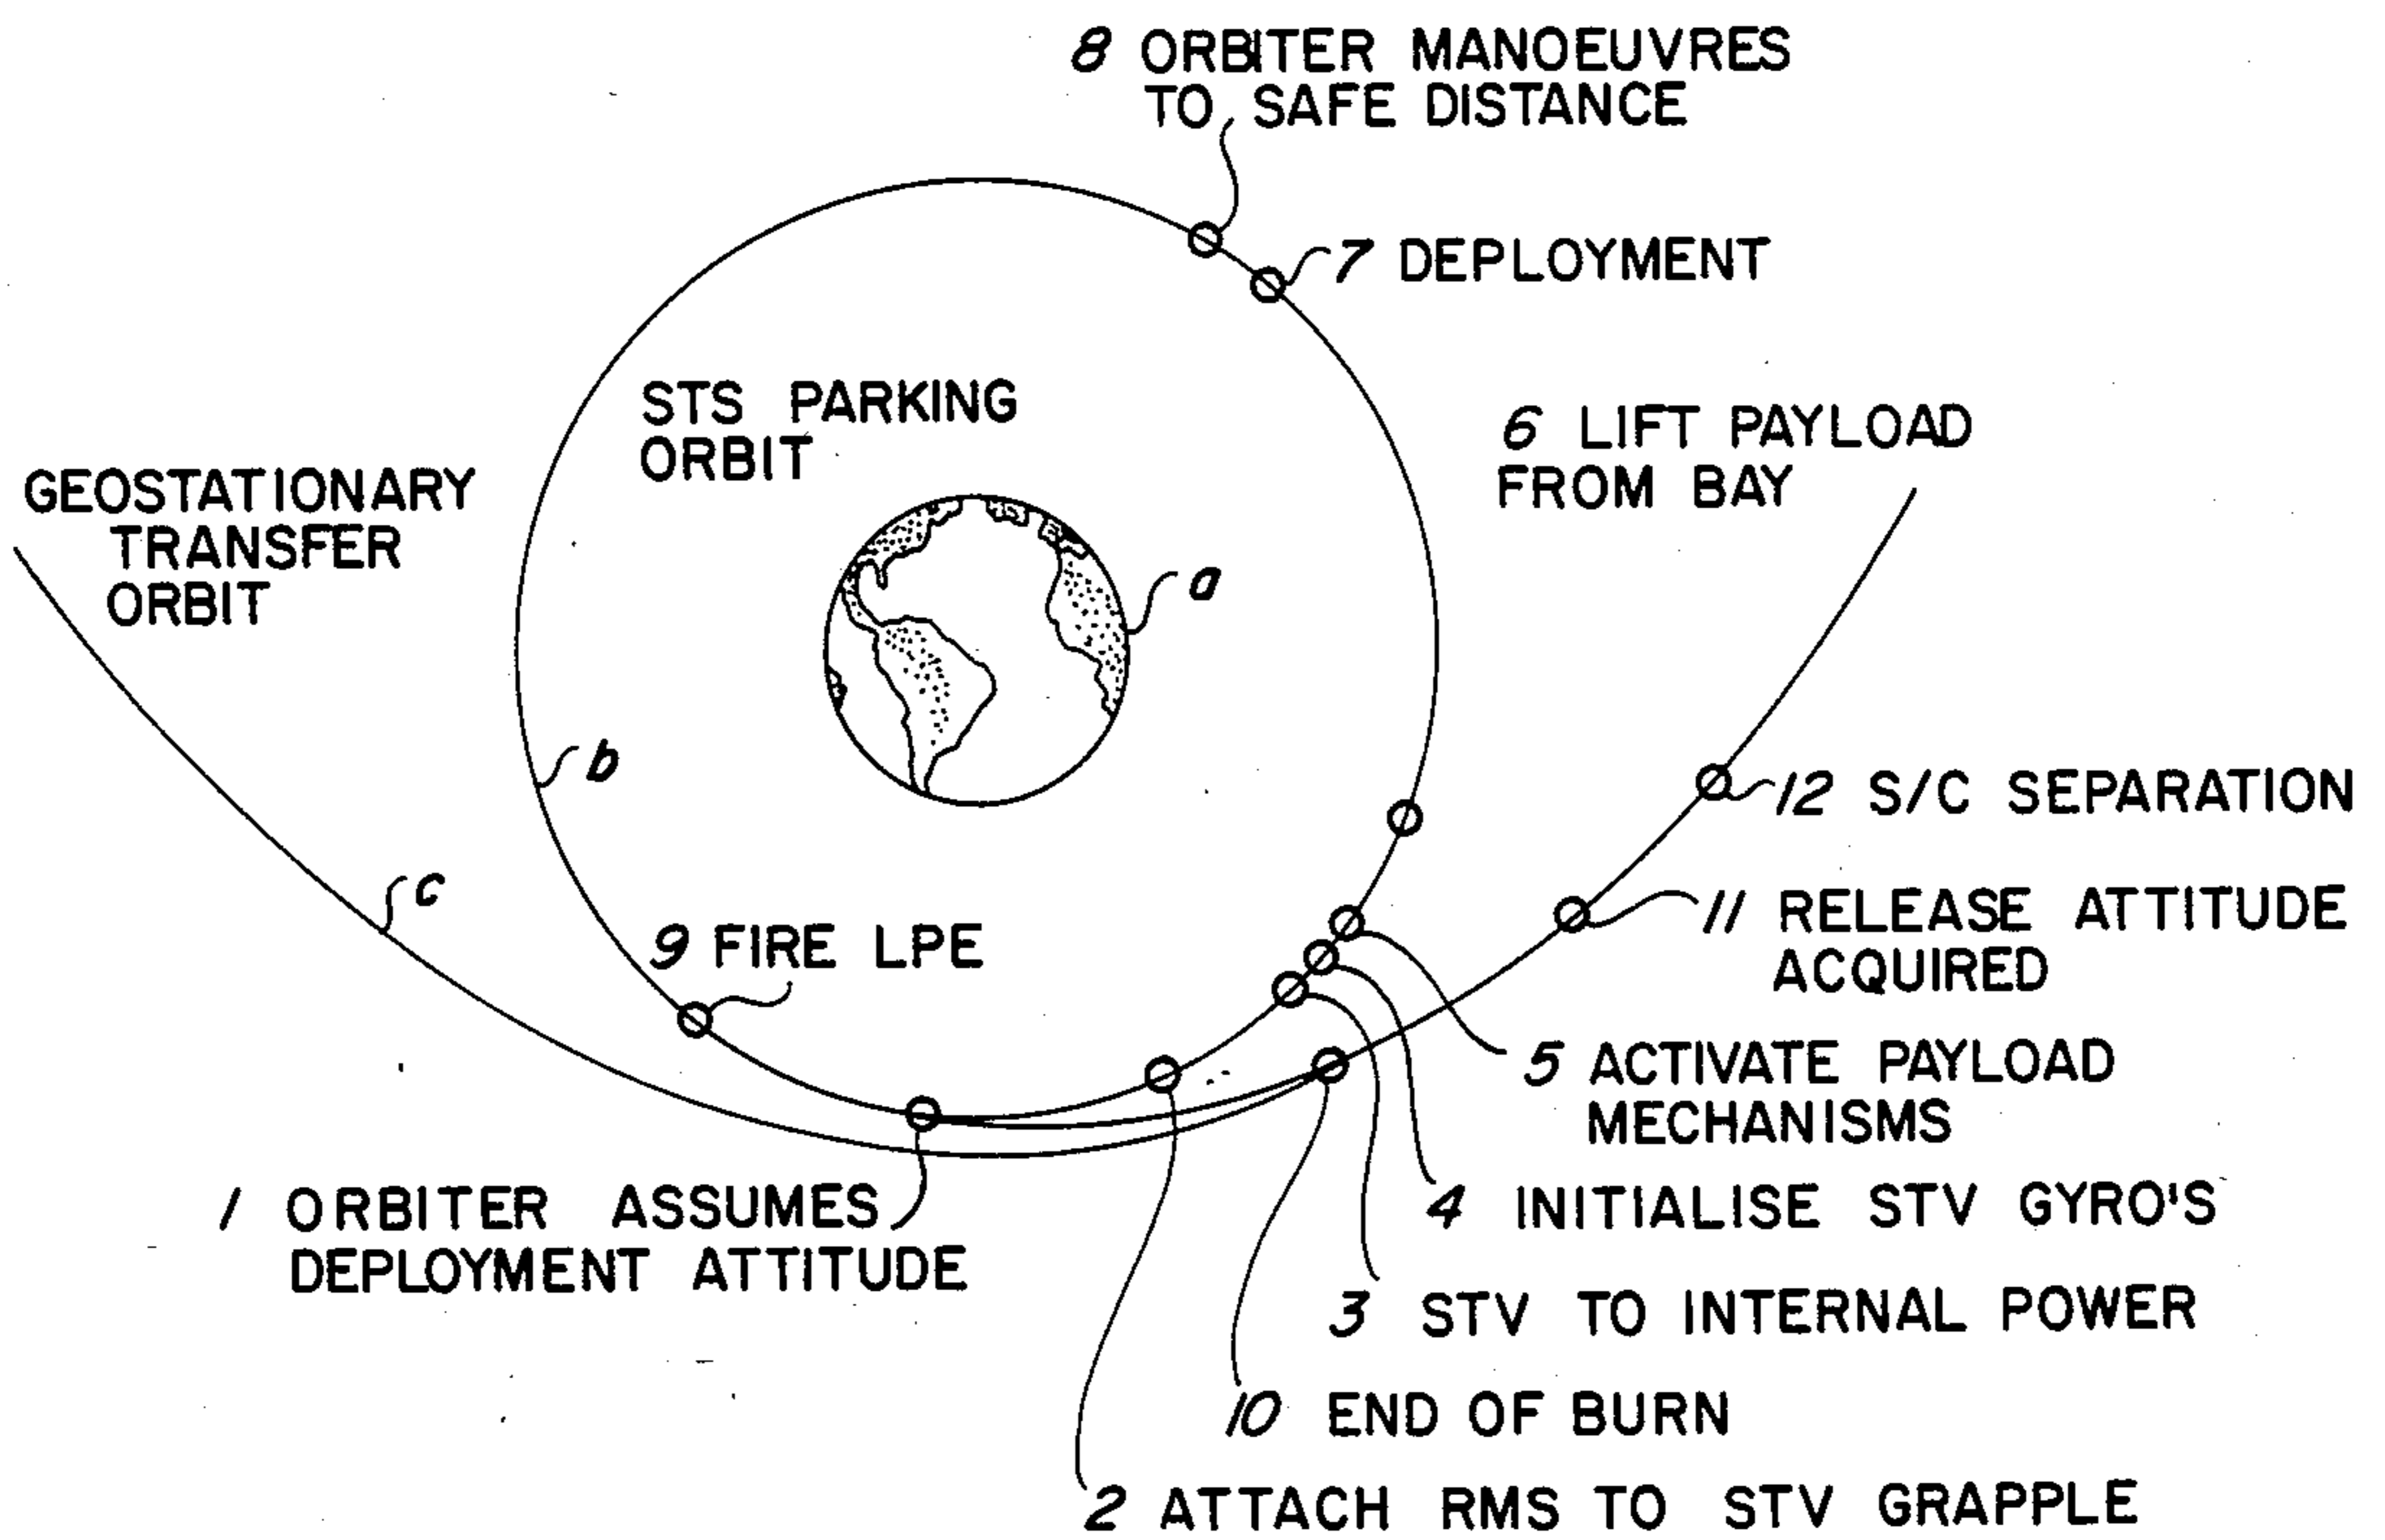 8 ORBITER MANOEUVRES
TO SAFE DISTANCE
7 DEPLOYMENT
STS PARKING
ORBIT
6 LIFT PAYLOAD
FROM BAY
GEOSTATIONARY
TRANSFER
ORBIT
a
b
12 S/C SEPARATION
c
11 RELEASE ATTITUDE
ACQUIRED
9 FIRE LPE
5 ACTIVATE PAYLOAD
MECHANISMS
4 INITIALISE STV GYRO'S
1 ORBITER ASSUMES
DEPLOYMENT ATTITUDE
3 STV TO INTERNAL POWER
10 END OF BURN
2 ATTACH RMS TO STV GRAPPLE